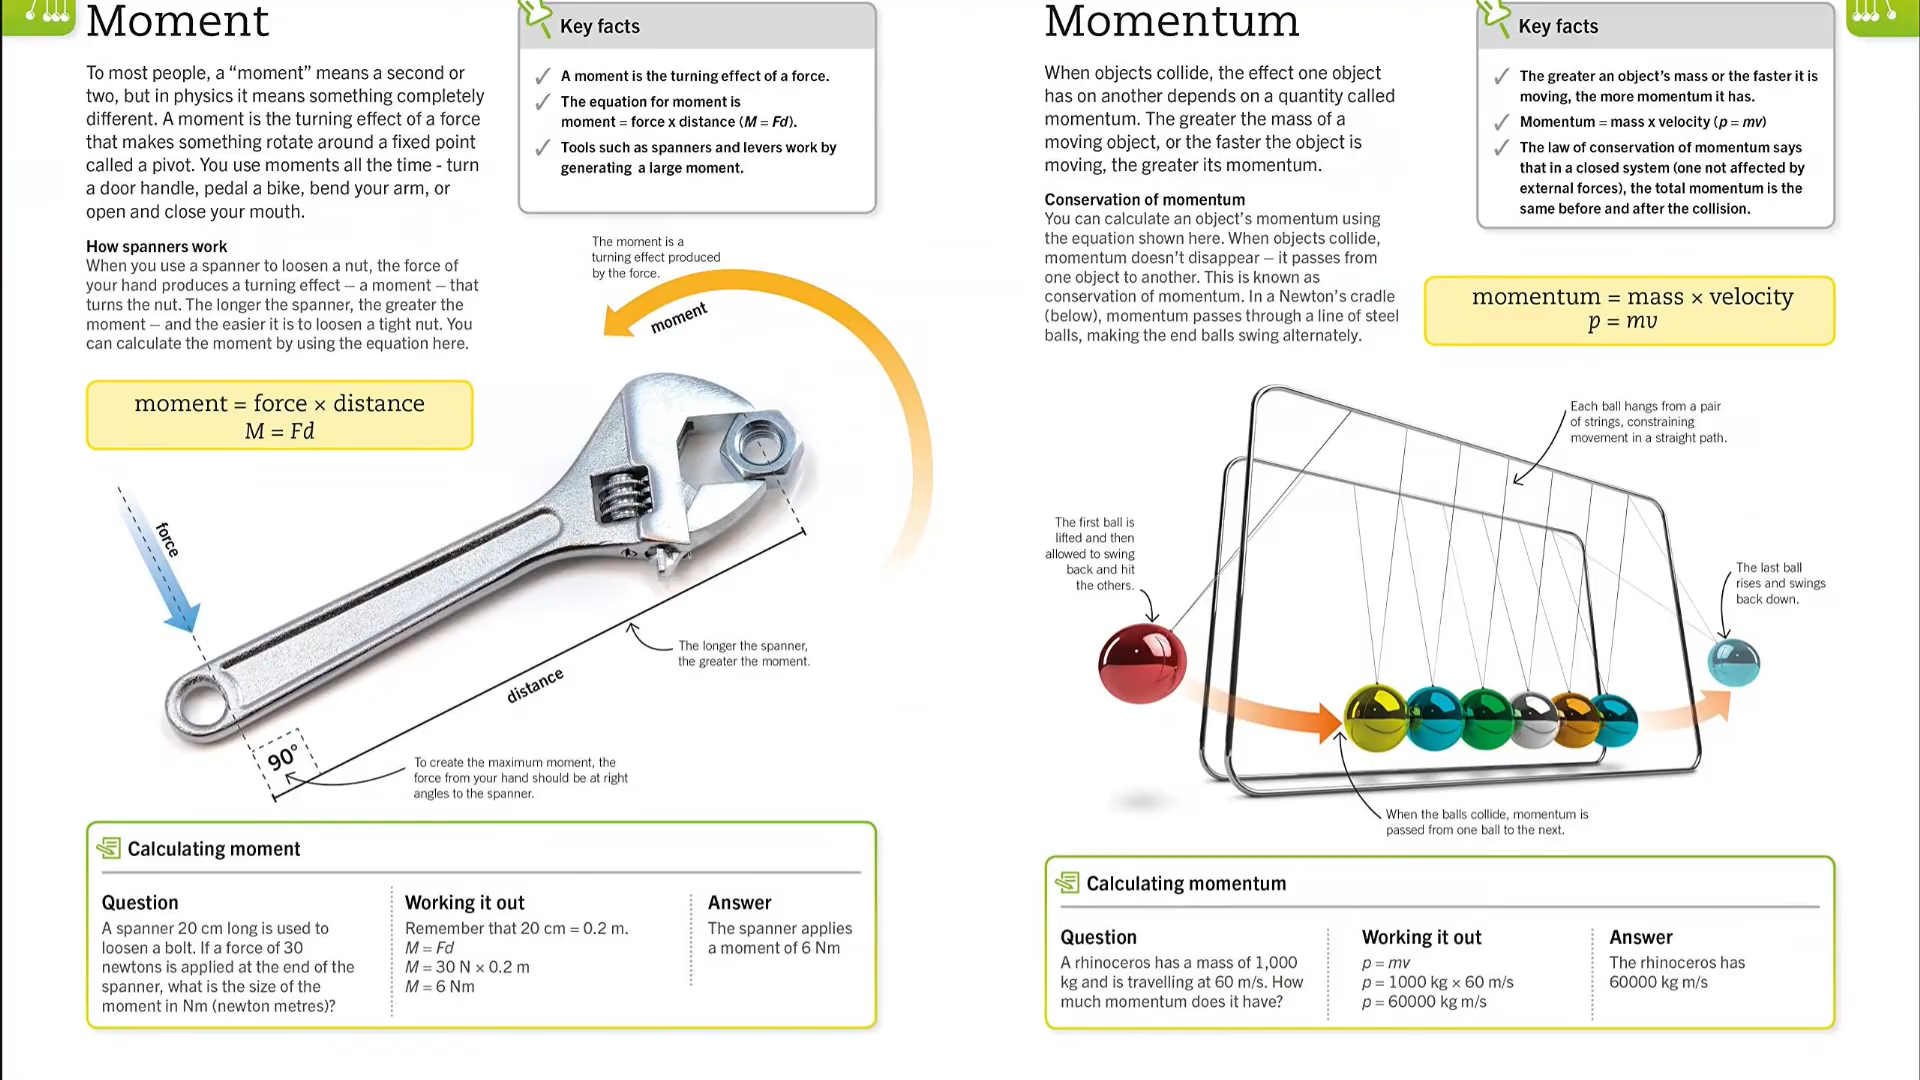 Moment
To most people, a “moment” means a second or
two, but in physics it means something completely
different. A moment is the turning effect of a force
that makes something rotate around a fixed point
called a pivot. You use moments all the time - turn
a door handle, pedal a bike, bend your arm, or
open and close your mouth.
How spanners work
When you use a spanner to loosen a nut, the force of
your hand produces a turning effect – a moment – that
turns the nut. The longer the spanner, the greater the
moment – and the easier it is to loosen a tight nut. You
can calculate the moment by using the equation here.
moment = force × distance
M = Fd
Key facts
✓ A moment is the turning effect of a force.
✓ The equation for moment is
moment = force x distance (M = Fd).
✓ Tools such as spanners and levers work by
generating a large moment.
The moment is a
turning effect produced
by the force.
moment
force
The longer the spanner,
the greater the moment.
distance
90°
To create the maximum moment, the
force from your hand should be at right
angles to the spanner.
Calculating moment
Question
A spanner 20 cm long is used to
loosen a bolt. If a force of 30
newtons is applied at the end of the
spanner, what is the size of the
moment in Nm (newton metres)?
Working it out
Remember that 20 cm = 0.2 m.
M = Fd
M = 30 N × 0.2 m
M = 6 Nm
Answer
The spanner applies
a moment of 6 Nm
Momentum
When objects collide, the effect one object
has on another depends on a quantity called
momentum. The greater the mass of a
moving object, or the faster the object is
moving, the greater its momentum.
Conservation of momentum
You can calculate an object’s momentum using
the equation shown here. When objects collide,
momentum doesn’t disappear – it passes from
one object to another. This is known as
conservation of momentum. In a Newton’s cradle
(below), momentum passes through a line of steel
balls, making the end balls swing alternately.
Key facts
✓ The greater an object’s mass or the faster it is
moving, the more momentum it has.
✓ Momentum = mass x velocity (p = mv)
✓ The law of conservation of momentum says
that in a closed system (one not affected by
external forces), the total momentum is the
same before and after the collision.
momentum = mass × velocity
p = mv
Each ball hangs from a pair
of strings, constraining
movement in a straight path.
The first ball is
lifted and then
allowed to swing
back and hit
the others.
The last ball
rises and swings
back down.
When the balls collide, momentum is
passed from one ball to the next.
Calculating momentum
Question
A rhinoceros has a mass of 1,000
kg and is travelling at 60 m/s. How
much momentum does it have?
Working it out
p = mv
p = 1000 kg × 60 m/s
p = 60000 kg m/s
Answer
The rhinoceros has
60000 kg m/s